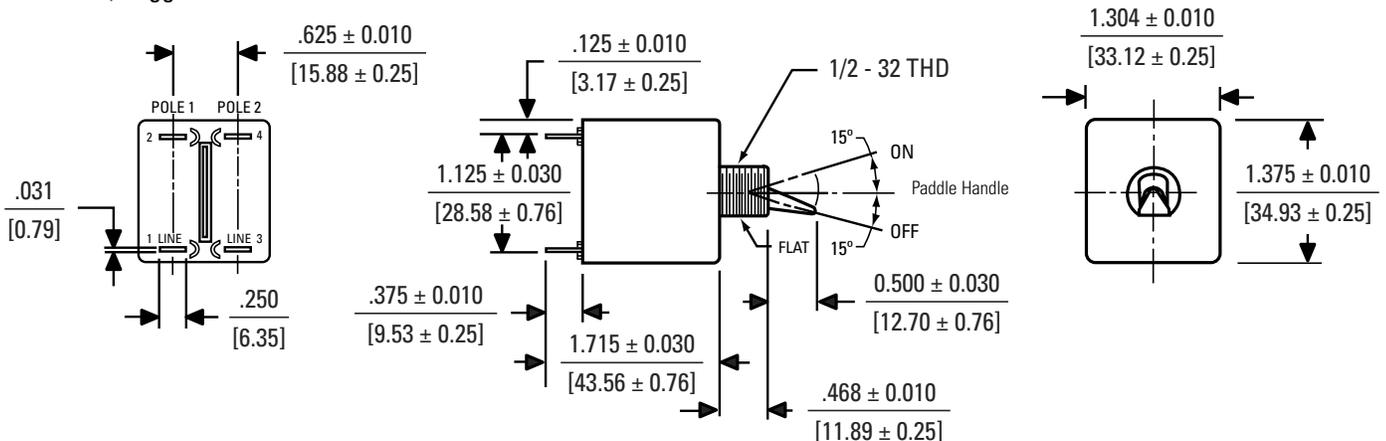 .625 ± 0.010
[15.88 ± 0.25]
POLE 1 POLE 2
2 4
1 LINE LINE 3
.031
[0.79]
.250
[6.35]
.125 ± 0.010
[3.17 ± 0.25]
1/2 - 32 THD
1.125 ± 0.030
[28.58 ± 0.76]
15º
ON
Paddle Handle
OFF
15º
FLAT
.375 ± 0.010
[9.53 ± 0.25]
1.715 ± 0.030
[43.56 ± 0.76]
0.500 ± 0.030
[12.70 ± 0.76]
.468 ± 0.010
[11.89 ± 0.25]
1.304 ± 0.010
[33.12 ± 0.25]
1.375 ± 0.010
[34.93 ± 0.25]